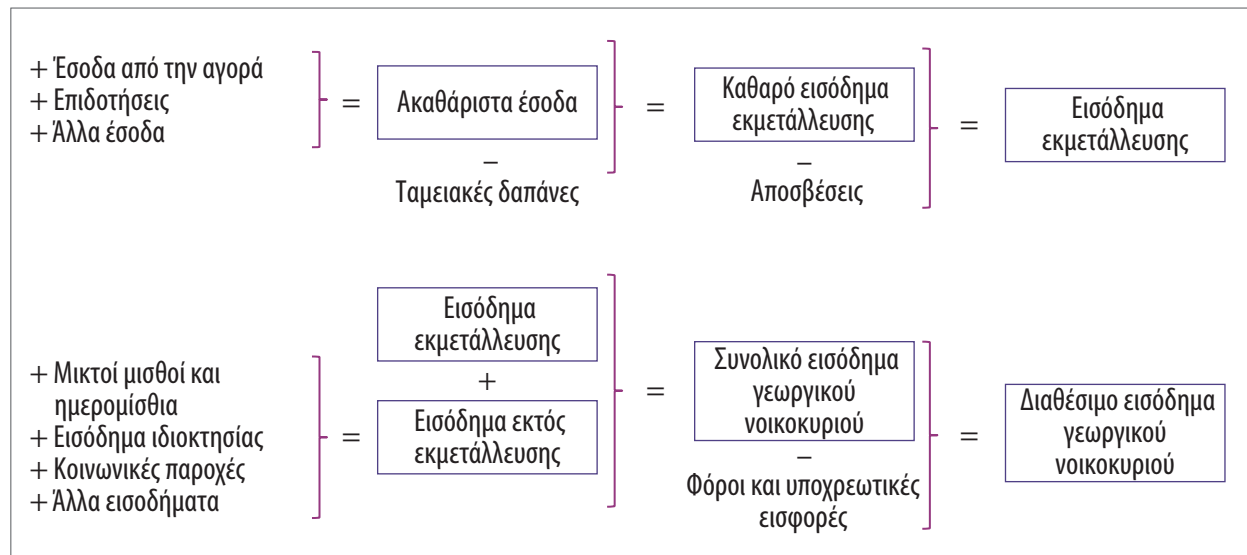 + Έσοδα από την αγορά
+ Επιδοτήσεις
+ Άλλα έσοδα
=
Ακαθάριστα έσοδα
–
Ταμειακές δαπάνες
=
Καθαρό εισόδημα
εκμετάλλευσης
–
Αποσβέσεις
=
Εισόδημα
εκμετάλλευσης
+ Μικτοί μισθοί και
ημερομίσθια
+ Εισόδημα ιδιοκτησίας
+ Κοινωνικές παροχές
+ Άλλα εισοδήματα
=
Εισόδημα
εκμετάλλευσης
+
Εισόδημα εκτός
εκμετάλλευσης
=
Συνολικό εισόδημα
γεωργικού
νοικοκυριού
–
Φόροι και υποχρεωτικές
εισφορές
=
Διαθέσιμο εισόδημα
γεωργικού
νοικοκυριού